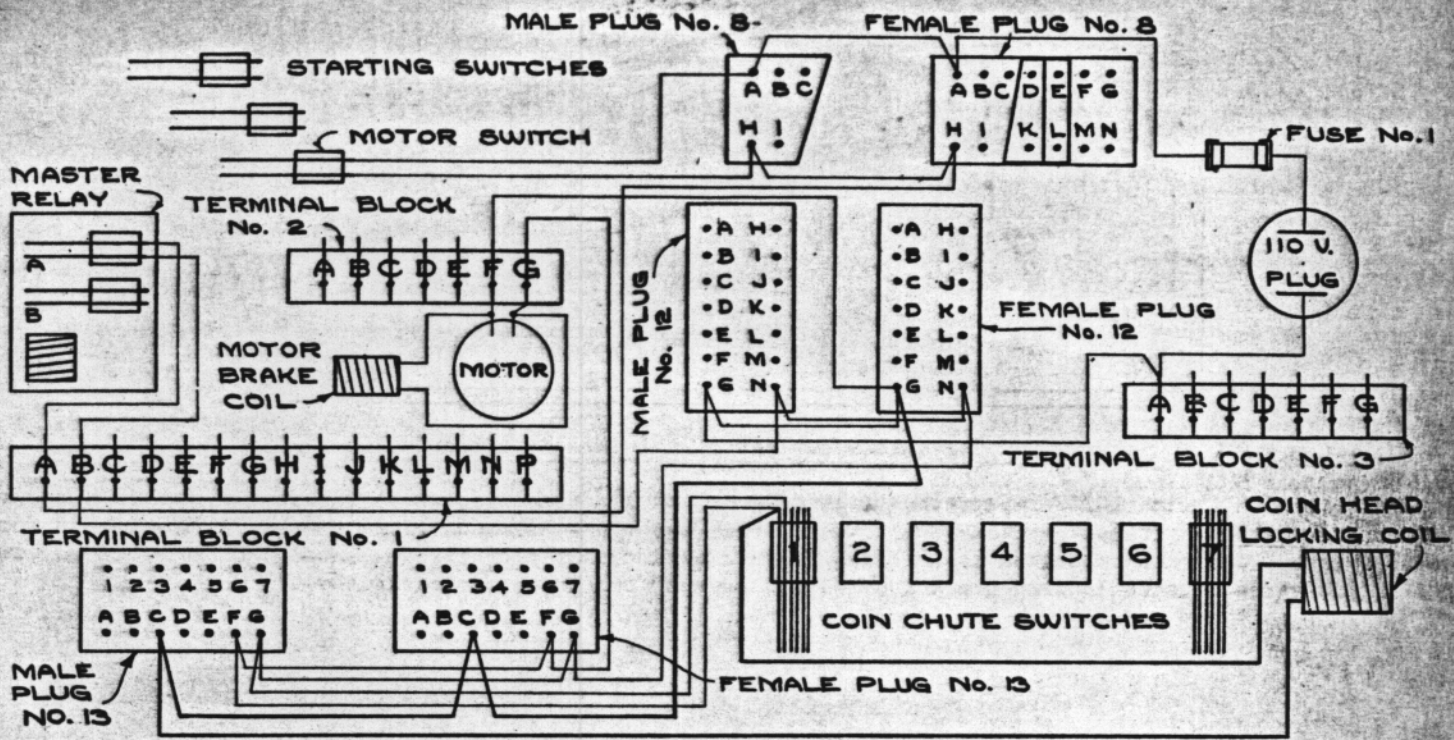 MALE PLUG No. 8-
FEMALE PLUG No. 8
STARTING SWITCHES
MOTOR SWITCH
A B C
H I
A B C D E F G
H I K L M N
FUSE No. 1
110 V.
PLUG
MASTER
RELAY
A
B
TERMINAL BLOCK
No. 2
A B C D E F G
MOTOR
BRAKE
COIL
MOTOR
MALE PLUG
No. 12
A H
B I
C J
D K
E L
F M
G N
A H
B I
C J
D K
E L
F M
G N
FEMALE PLUG
No. 12
A B C D E F G
TERMINAL BLOCK No. 3
A B C D E F G H I J K L M N P
TERMINAL BLOCK No. 1
1 2 3 4 5 6 7
A B C D E F G
MALE
PLUG
NO. 13
1 2 3 4 5 6 7
A B C D E F G
FEMALE PLUG No. 13
1 2 3 4 5 6 7
COIN CHUTE SWITCHES
COIN HEAD
LOCKING COIL